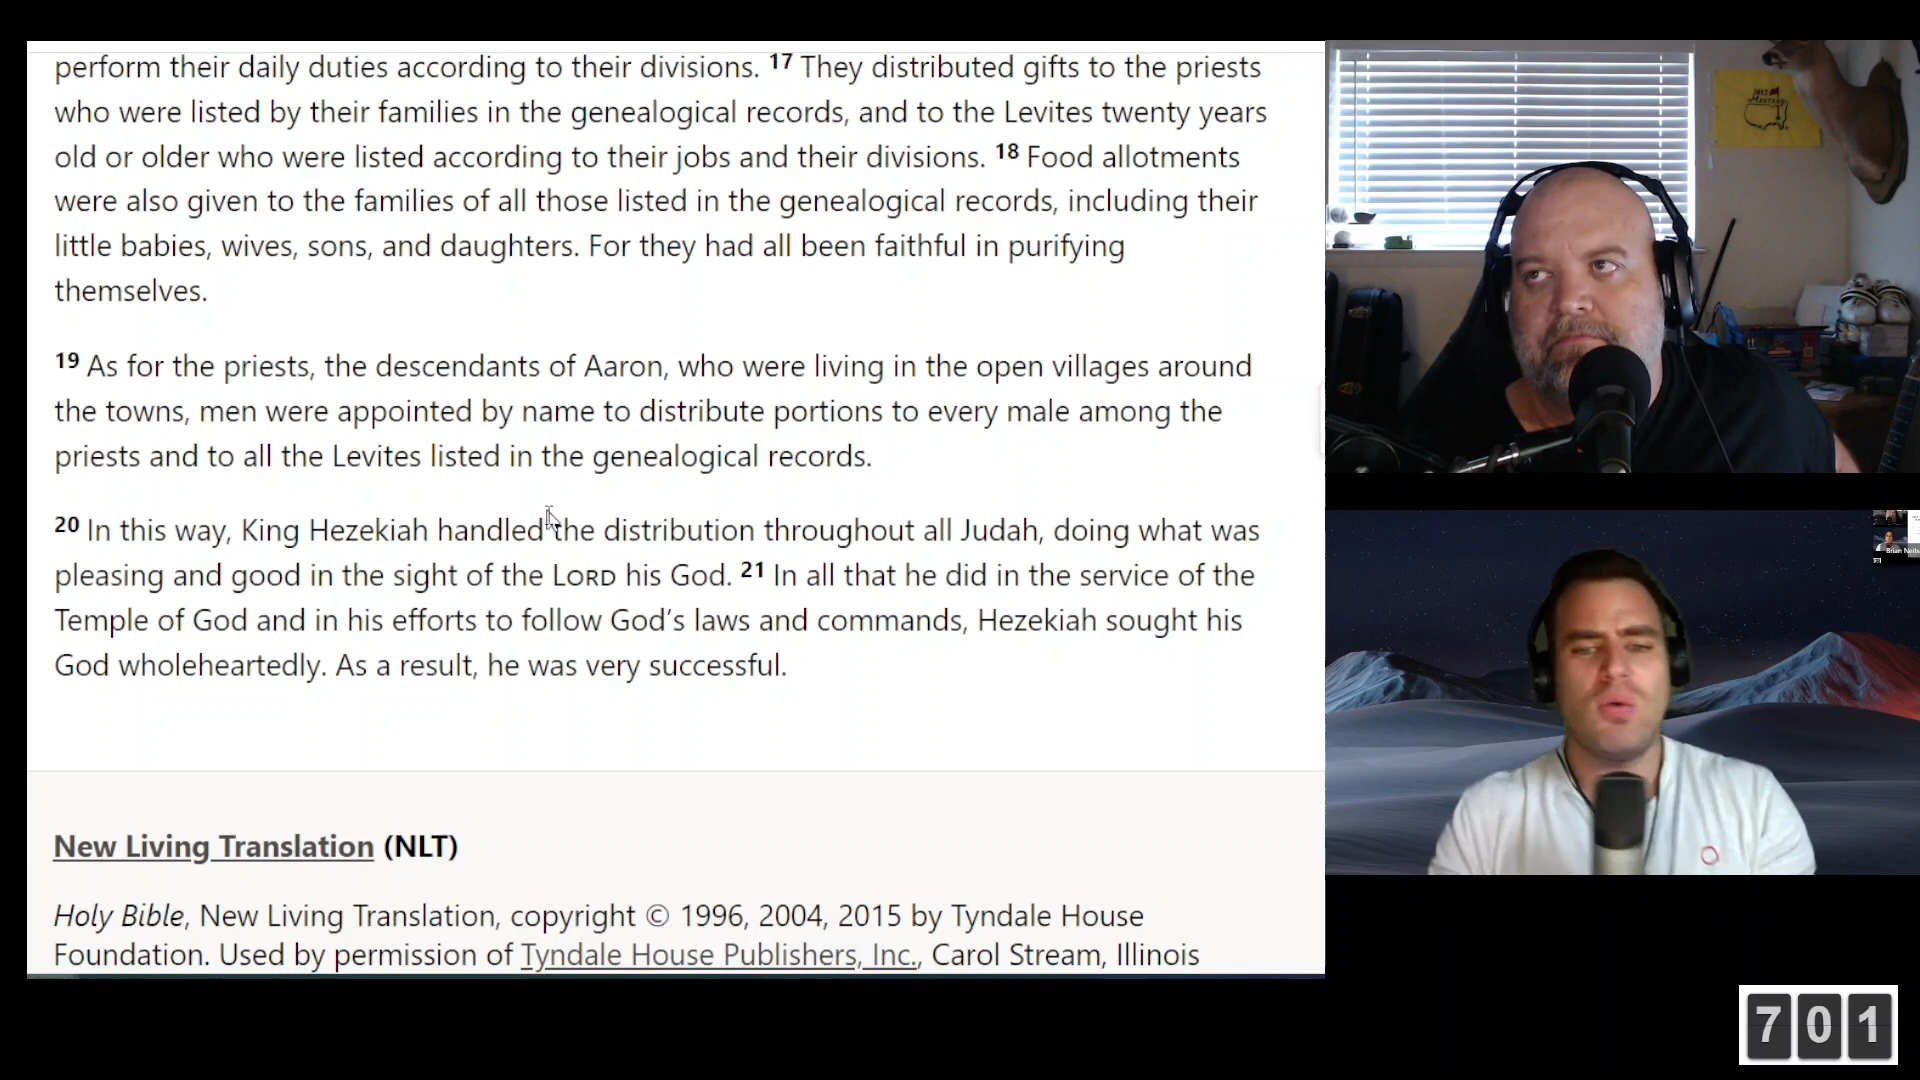 perform their daily duties according to their divisions. 17 They distributed gifts to the priests
who were listed by their families in the genealogical records, and to the Levites twenty years
old or older who were listed according to their jobs and their divisions. 18 Food allotments
were also given to the families of all those listed in the genealogical records, including their
little babies, wives, sons, and daughters. For they had all been faithful in purifying
themselves.
19 As for the priests, the descendants of Aaron, who were living in the open villages around
the towns, men were appointed by name to distribute portions to every male among the
priests and to all the Levites listed in the genealogical records.
20 In this way, King Hezekiah handled the distribution throughout all Judah, doing what was
pleasing and good in the sight of the LORD his God. 21 In all that he did in the service of the
Temple of God and in his efforts to follow God’s laws and commands, Hezekiah sought his
God wholeheartedly. As a result, he was very successful.
New Living Translation (NLT)
Holy Bible, New Living Translation, copyright © 1996, 2004, 2015 by Tyndale House
Foundation. Used by permission of Tyndale House Publishers, Inc., Carol Stream, Illinois
Masters
701